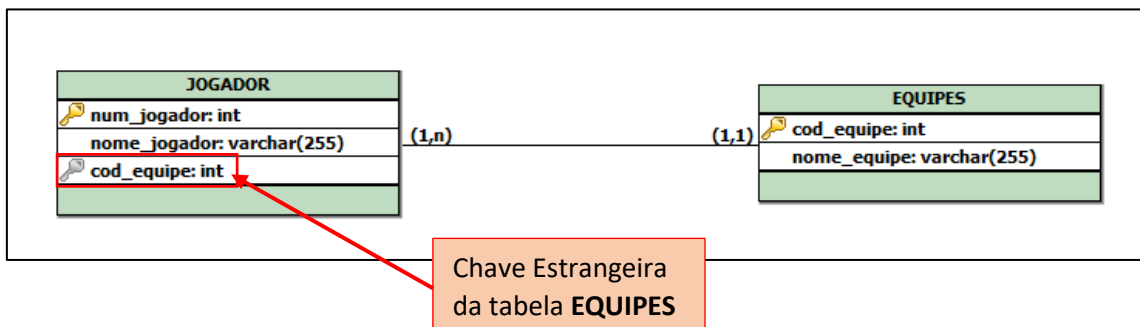 JOGADOR
num_jogador: int
nome_jogador: varchar(255)
cod_equipe: int
(1,n)
(1,1)
EQUIPES
cod_equipe: int
nome_equipe: varchar(255)
Chave Estrangeira
da tabela EQUIPES